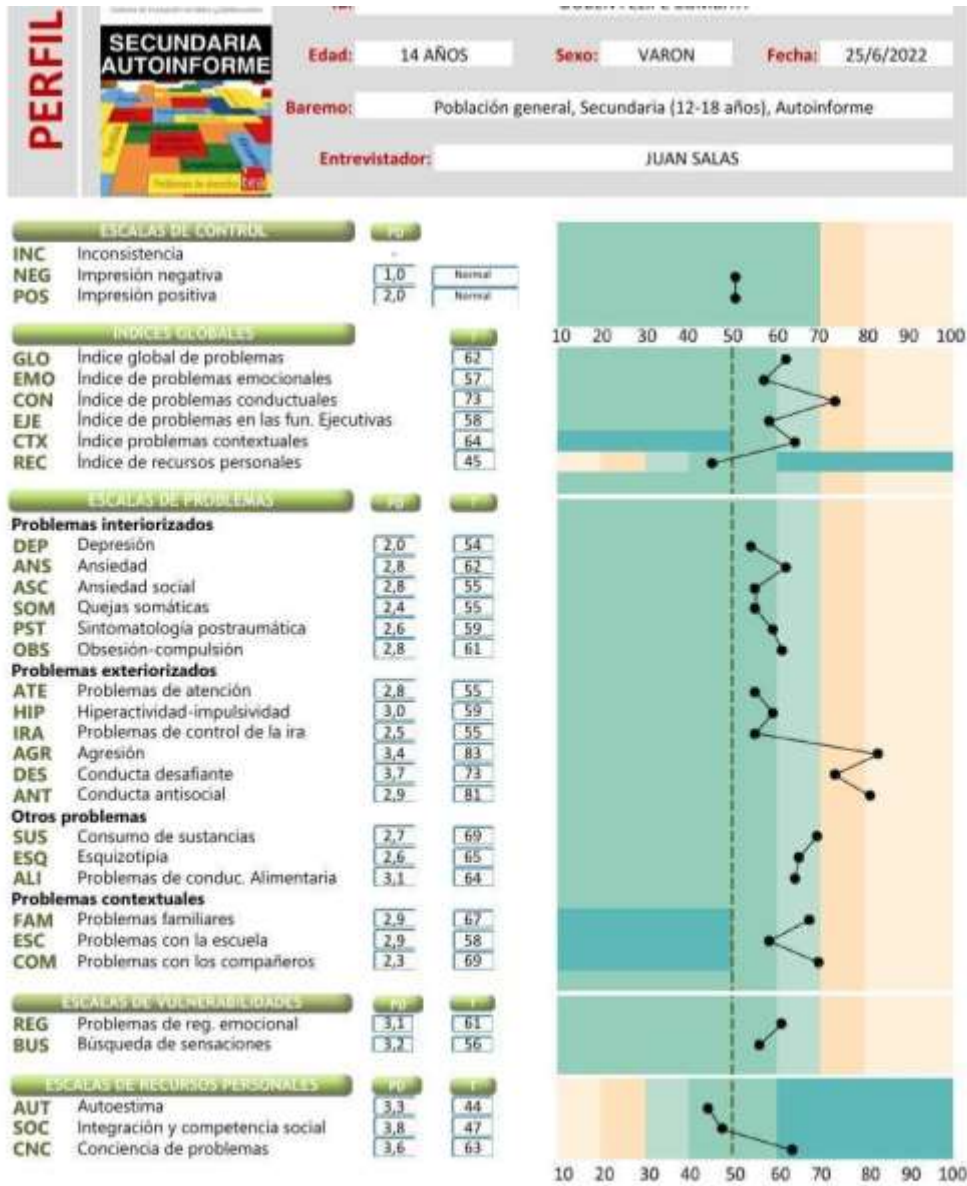 PERFIL
SECUNDARIA
AUTOINFORME
Edad: 14 AÑOS Sexo: VARON Fecha: 25/6/2022
Baremo: Población general, Secundaria (12-18 años), Autoinforme
Entrevistador: JUAN SALAS
ESCALAS DE CONTROL PD
INC Inconsistencia -
NEG Impresión negativa 1,0 Normal
POS Impresión positiva 2,0 Normal
10 20 30 40 50 60 70 80 90 100
ÍNDICES GLOBALES T
GLO Índice global de problemas 62
EMO Índice de problemas emocionales 57
CON Índice de problemas conductuales 73
EJE Índice de problemas en las fun. Ejecutivas 58
CTX Índice problemas contextuales 64
REC Índice de recursos personales 45
ESCALAS DE PROBLEMAS PD T
Problemas interiorizados
DEP Depresión 2,0 54
ANS Ansiedad 2,8 62
ASC Ansiedad social 2,8 55
SOM Quejas somáticas 2,4 55
PST Sintomatología postraumática 2,6 59
OBS Obsesión-compulsión 2,8 61
Problemas exteriorizados
ATE Problemas de atención 2,8 55
HIP Hiperactividad-impulsividad 3,0 59
IRA Problemas de control de la ira 2,5 55
AGR Agresión 3,4 83
DES Conducta desafiante 3,7 73
ANT Conducta antisocial 2,9 81
Otros problemas
SUS Consumo de sustancias 2,7 69
ESQ Esquizotipia 2,6 65
ALI Problemas de conduc. Alimentaria 3,1 64
Problemas contextuales
FAM Problemas familiares 2,9 67
ESC Problemas con la escuela 2,9 58
COM Problemas con los compañeros 2,3 69
ESCALAS DE VULNERABILIDADES PD T
REG Problemas de reg. emocional 3,1 61
BUS Búsqueda de sensaciones 3,2 56
ESCALAS DE RECURSOS PERSONALES PD T
AUT Autoestima 3,3 44
SOC Integración y competencia social 3,8 47
CNC Conciencia de problemas 3,6 63
10 20 30 40 50 60 70 80 90 100